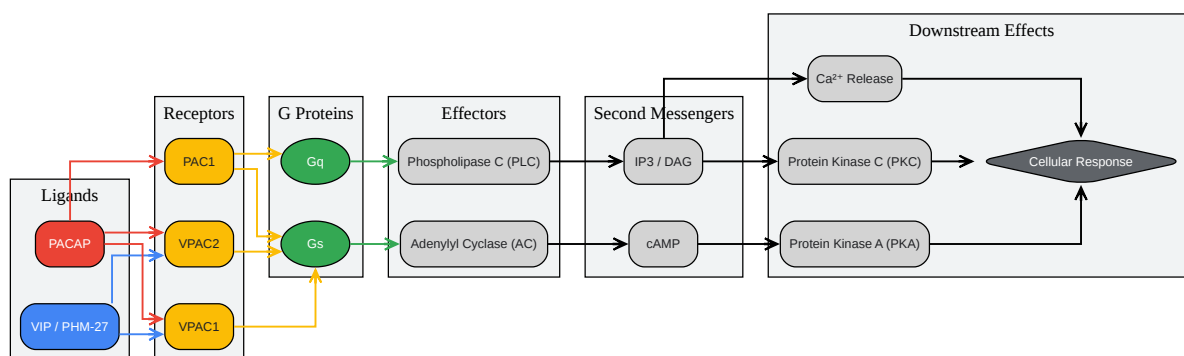 Downstream Effects
Ca²⁺ Release
Receptors
G Proteins
Effectors
Second Messengers
PAC1
Gq
Phospholipase C (PLC)
IP3 / DAG
Protein Kinase C (PKC)
Cellular Response
Ligands
PACAP
VPAC2
Gs
Adenylyl Cyclase (AC)
cAMP
Protein Kinase A (PKA)
VIP / PHM-27
VPAC1